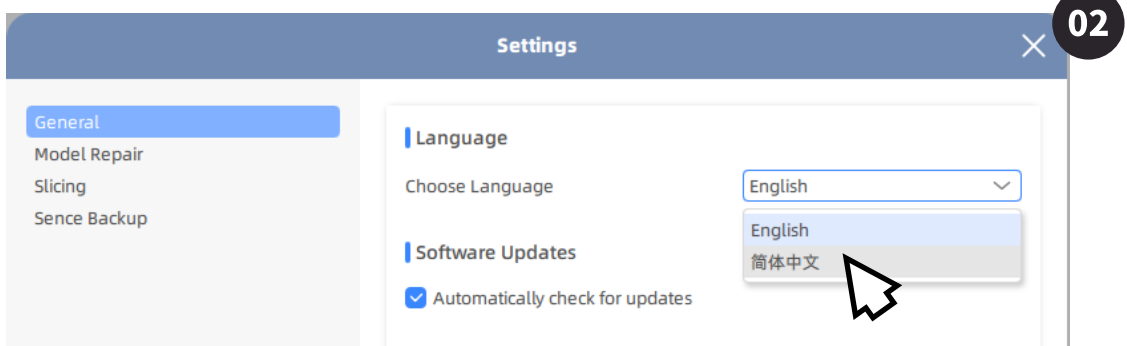 02
Settings
General
Model Repair
Slicing
Sence Backup
Language
Choose Language
English
English
简体中文
Software Updates
Automatically check for updates